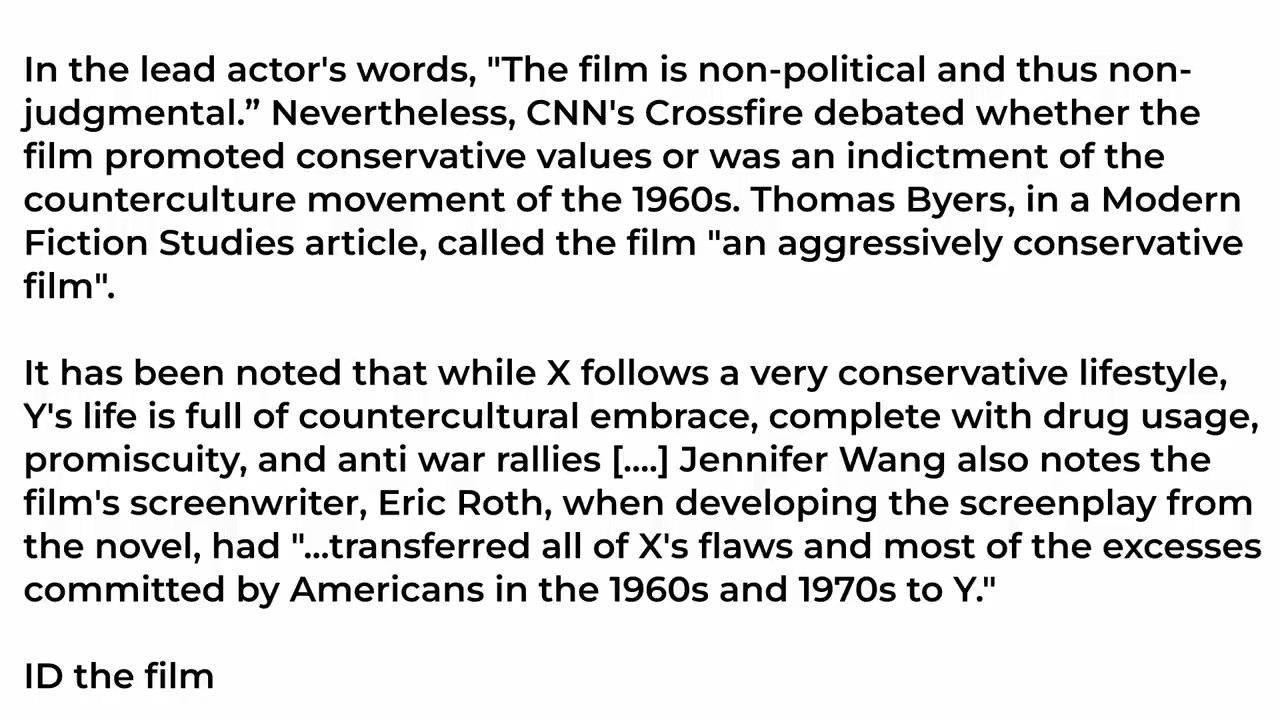 In the lead actor's words, "The film is non-political and thus non-
judgmental.” Nevertheless, CNN's Crossfire debated whether the
film promoted conservative values or was an indictment of the
counterculture movement of the 1960s. Thomas Byers, in a Modern
Fiction Studies article, called the film "an aggressively conservative
film".
It has been noted that while X follows a very conservative lifestyle,
Y's life is full of countercultural embrace, complete with drug usage,
promiscuity, and anti war rallies [....] Jennifer Wang also notes the
film's screenwriter, Eric Roth, when developing the screenplay from
the novel, had "...transferred all of X's flaws and most of the excesses
committed by Americans in the 1960s and 1970s to Y."
ID the film